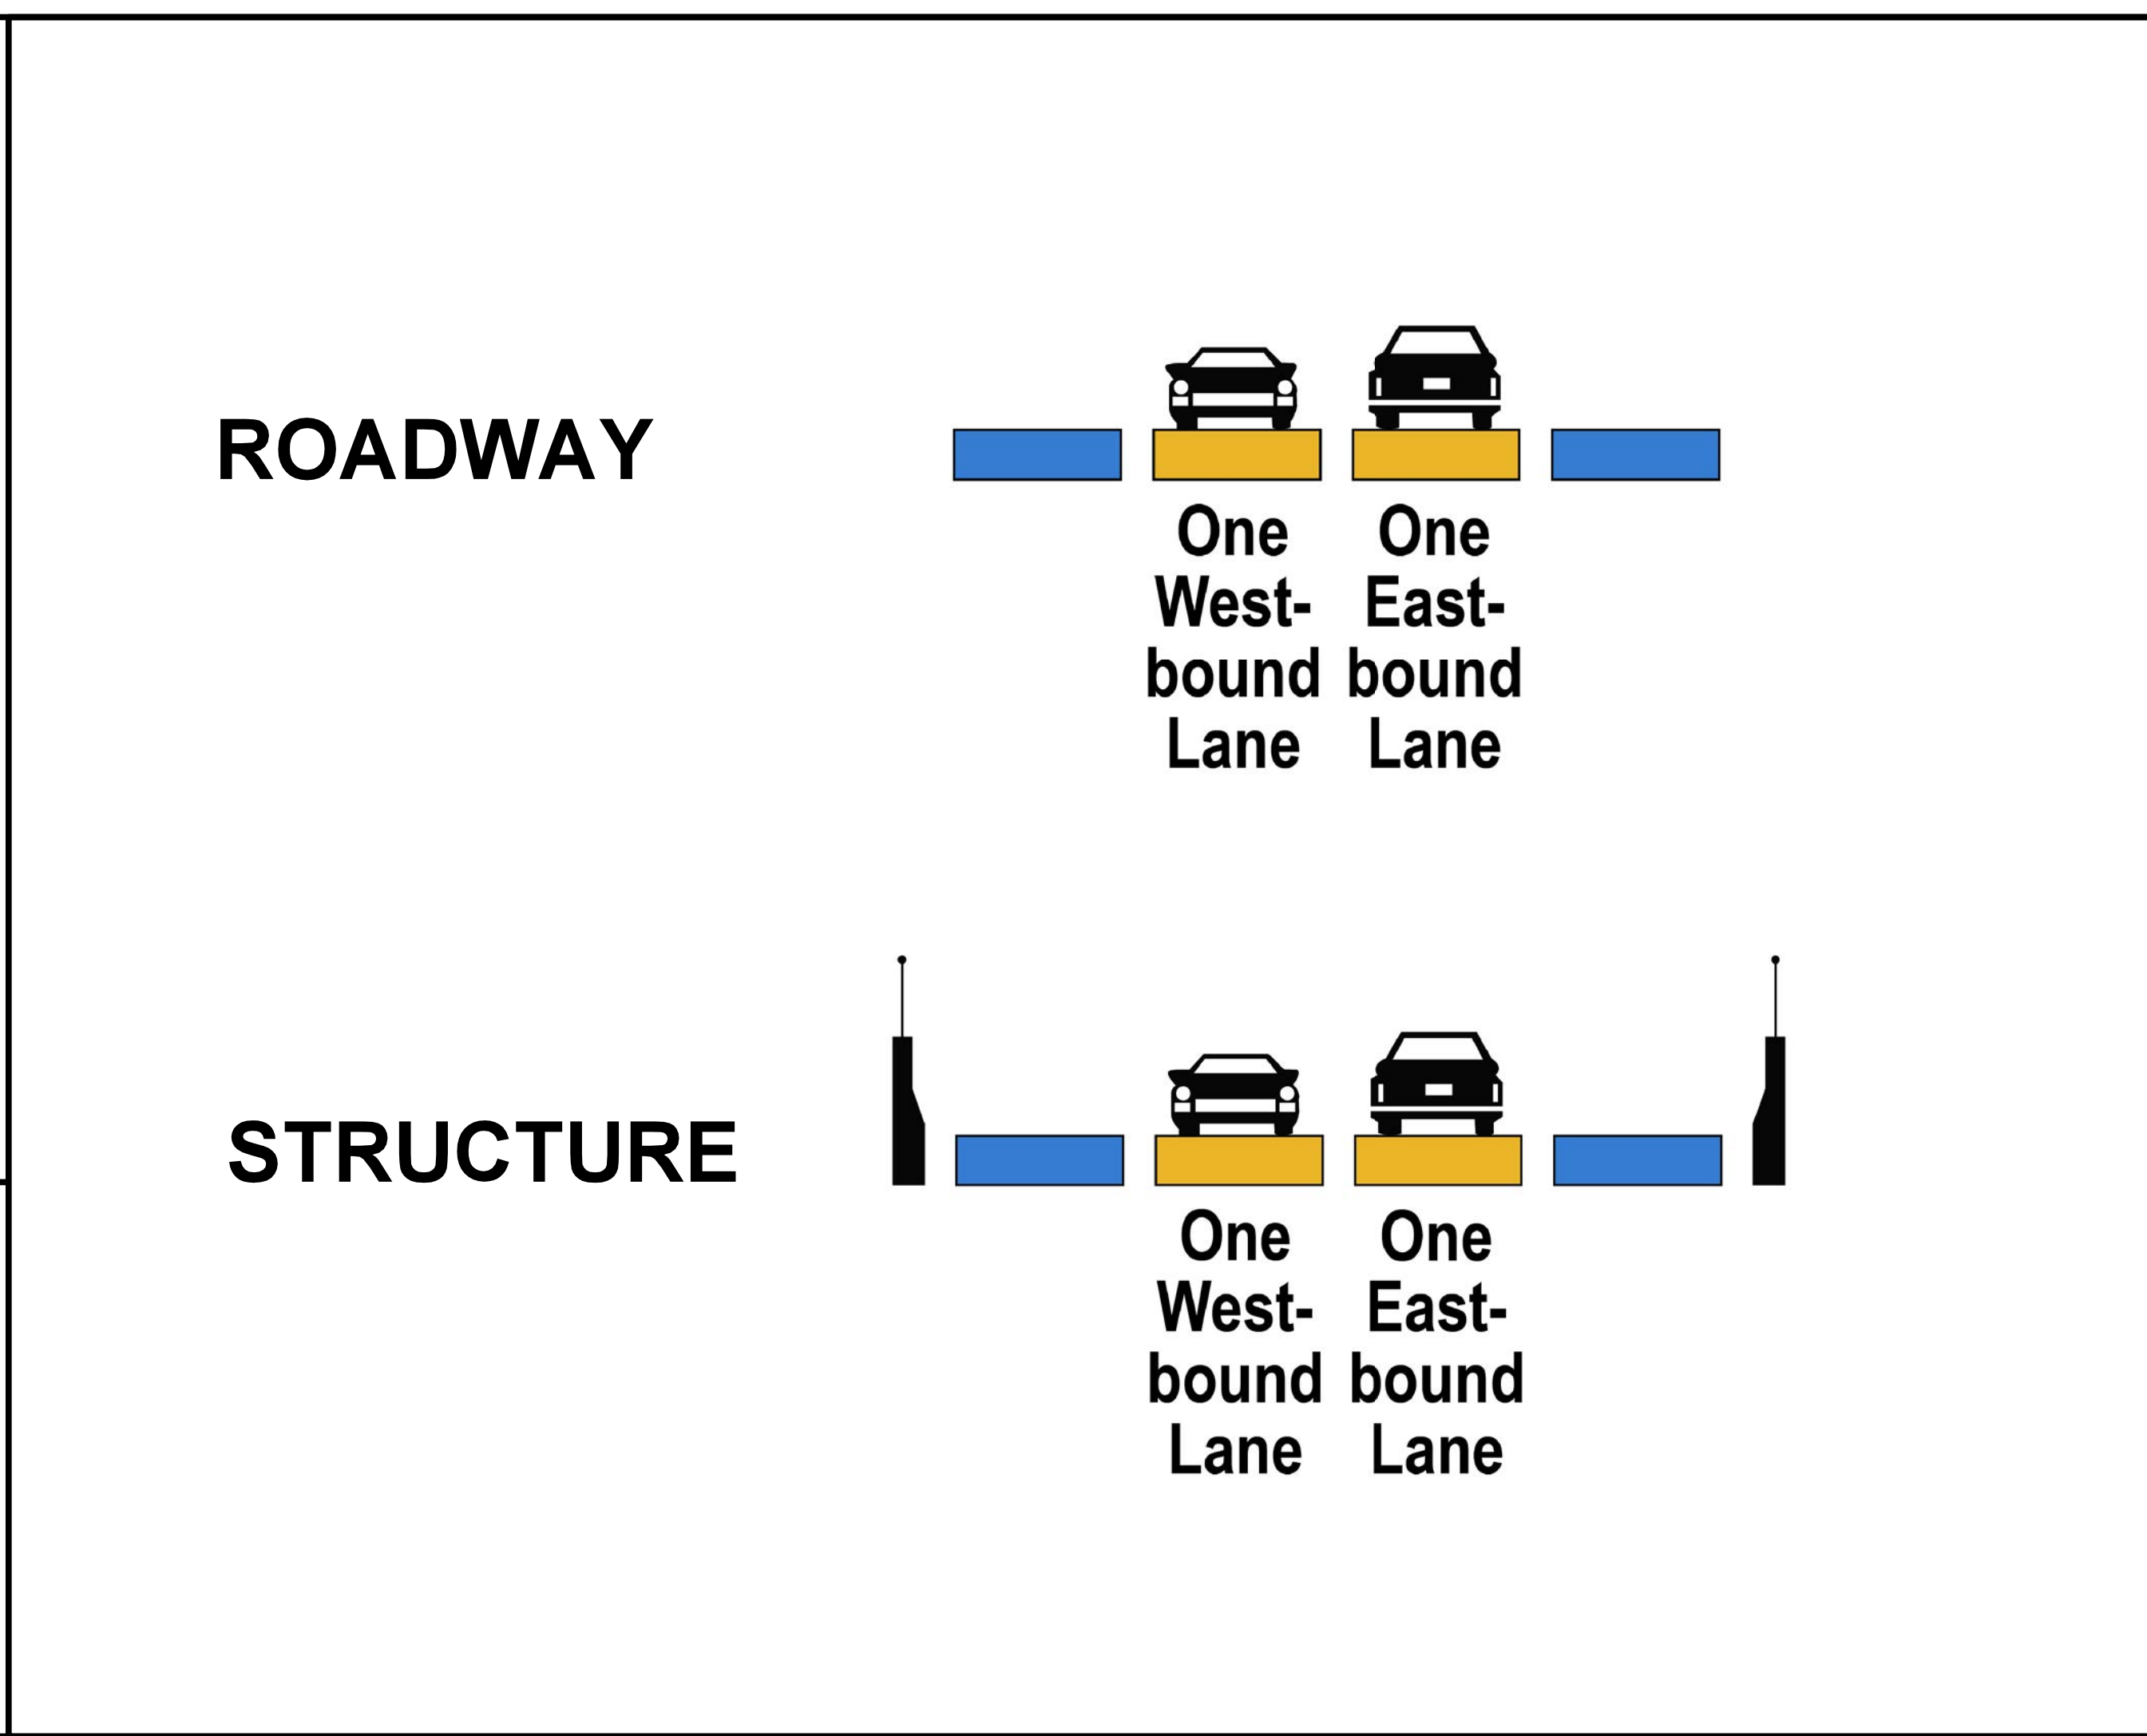 ROADWAY
One
West-
bound
Lane
One
East-
bound
Lane
STRUCTURE
One
West-
bound
Lane
One
East-
bound
Lane